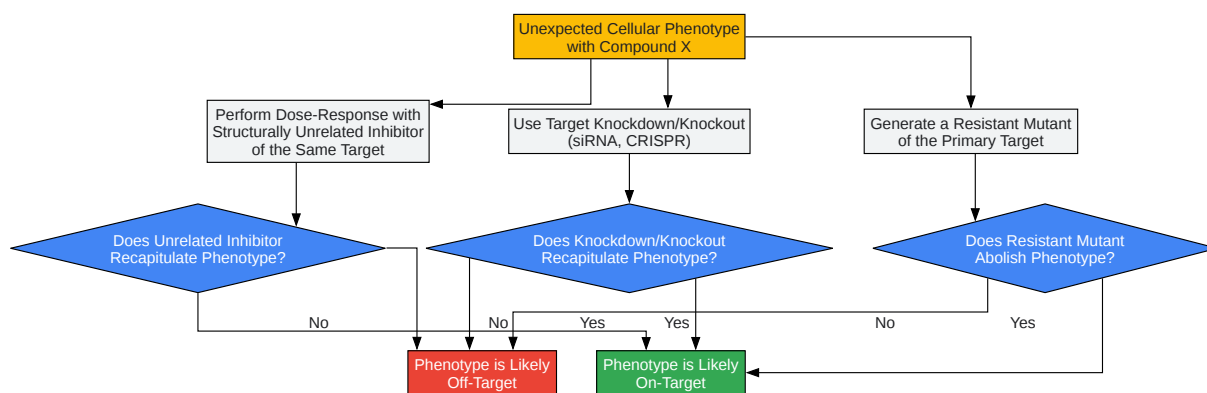 Unexpected Cellular Phenotype
with Compound X
Perform Dose-Response with
Structurally Unrelated Inhibitor
of the Same Target
Use Target Knockdown/Knockout
(siRNA, CRISPR)
Generate a Resistant Mutant
of the Primary Target
Does Unrelated Inhibitor
Recapitulate Phenotype?
Does Knockdown/Knockout
Recapitulate Phenotype?
Does Resistant Mutant
Abolish Phenotype?
No
No
Yes
Yes
No
Yes
Phenotype is Likely
Off-Target
Phenotype is Likely
On-Target